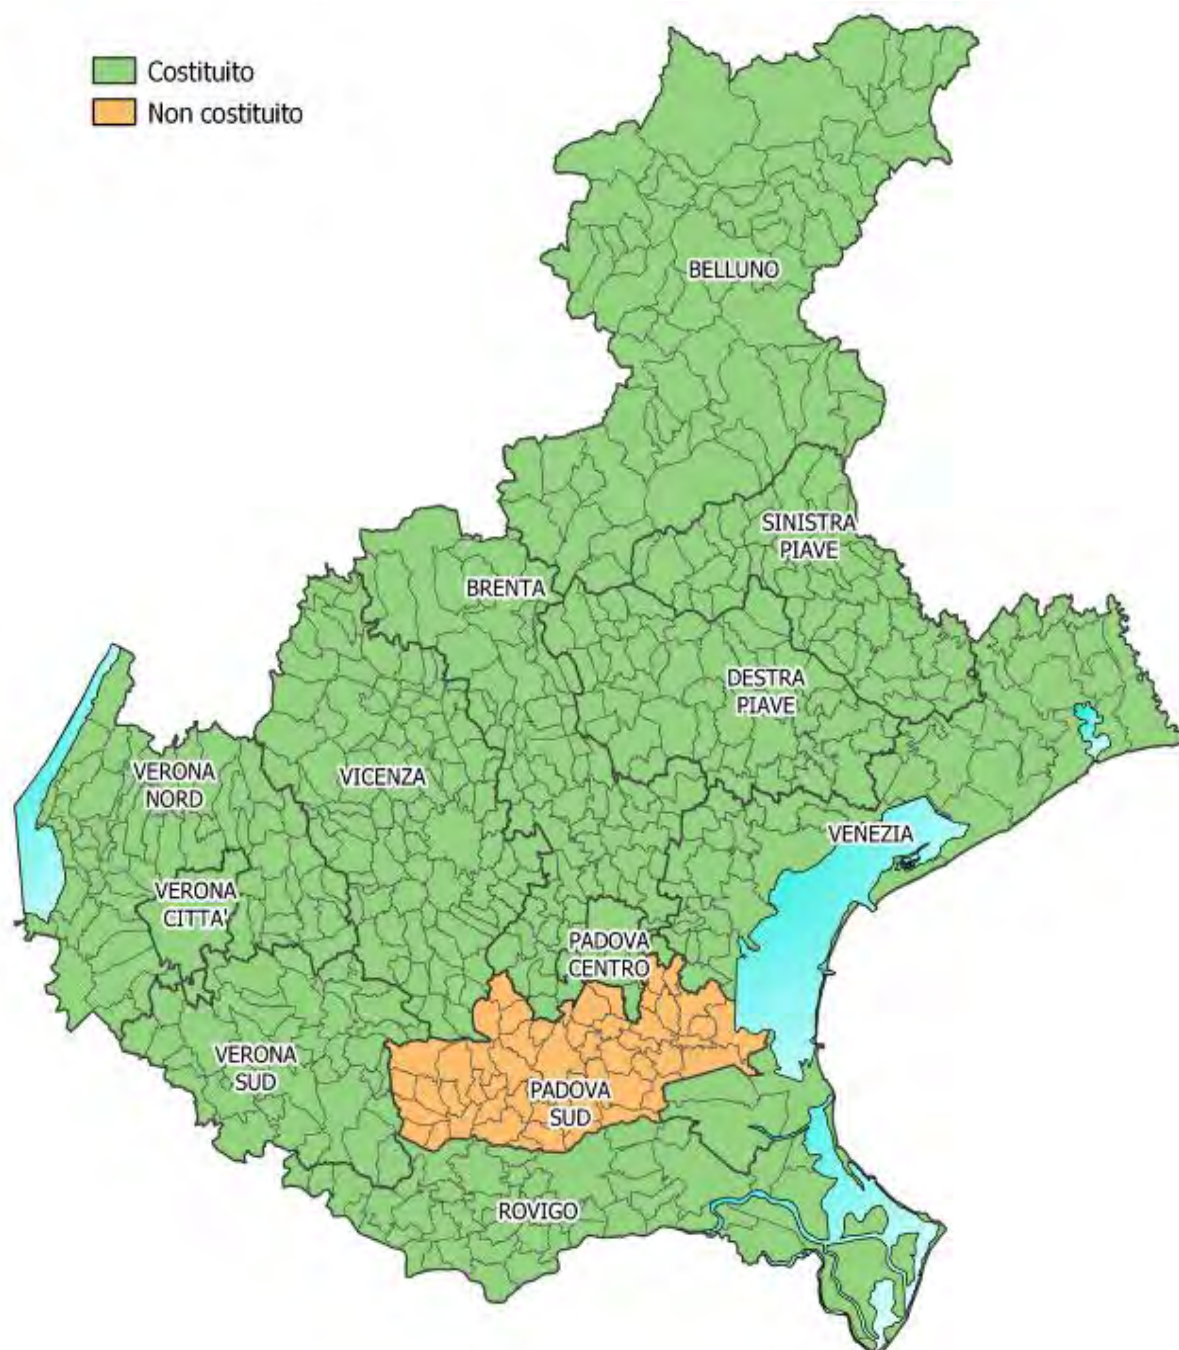 Costituito
Non costituito
BELLUNO
SINISTRA
PIAVE
BRENTA
DESTRA
PIAVE
VERONA
NORD
VICENZA
VENEZIA
VERONA
CITTA'
PADOVA
CENTRO
VERONA
SUD
PADOVA
SUD
ROVIGO